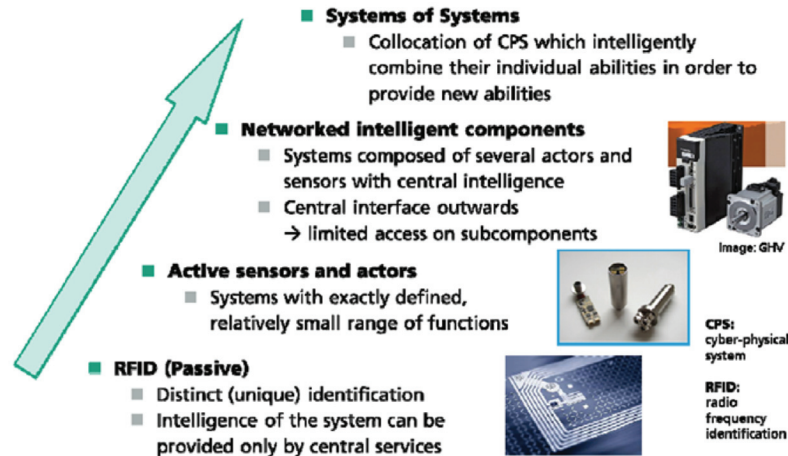 Systems of Systems
Collocation of CPS which intelligently
combine their individual abilities in order to
provide new abilities
Networked intelligent components
Systems composed of several actors and
sensors with central intelligence
Central interface outwards
→ limited access on subcomponents
Image: GHV
Active sensors and actors
Systems with exactly defined,
relatively small range of functions
CPS:
cyber-physical
system
RFID (Passive)
Distinct (unique) identification
Intelligence of the system can be
provided only by central services
RFID:
radio
frequency
identification